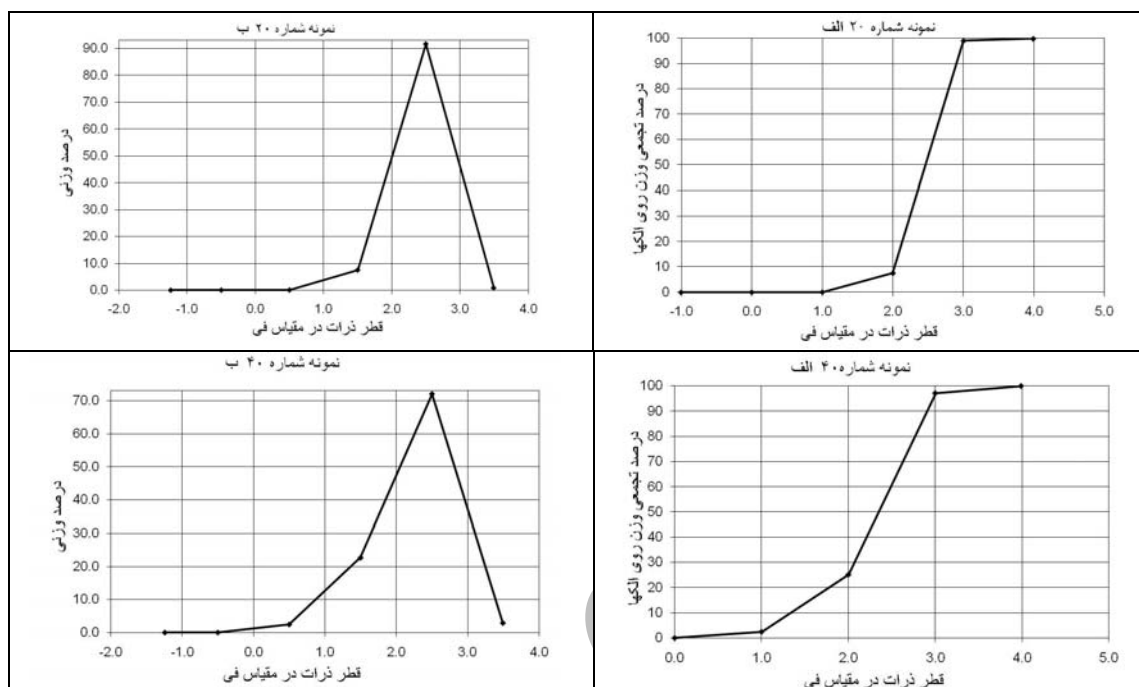 نمونه شماره ۲۰ الف
درصد تجمعی وزن روی الکها
100
90
80
70
60
50
40
30
20
10
0
-1.0 0.0 1.0 2.0 3.0 4.0 5.0
قطر ذرات در مقیاس فی
نمونه شماره ۲۰ ب
درصد وزنی
90.0
80.0
70.0
60.0
50.0
40.0
30.0
20.0
10.0
0.0
-2.0 -1.0 0.0 1.0 2.0 3.0 4.0
قطر ذرات در مقیاس فی
نمونه شماره۴۰ الف
درصد تجمعی وزن روی الکها
100
90
80
70
60
50
40
30
20
10
0
0.0 1.0 2.0 3.0 4.0 5.0
قطر ذرات در مقیاس فی
نمونه شماره ۴۰ ب
درصد وزنی
70.0
60.0
50.0
40.0
30.0
20.0
10.0
0.0
-2.0 -1.0 0.0 1.0 2.0 3.0 4.0
قطر ذرات در مقیاس فی